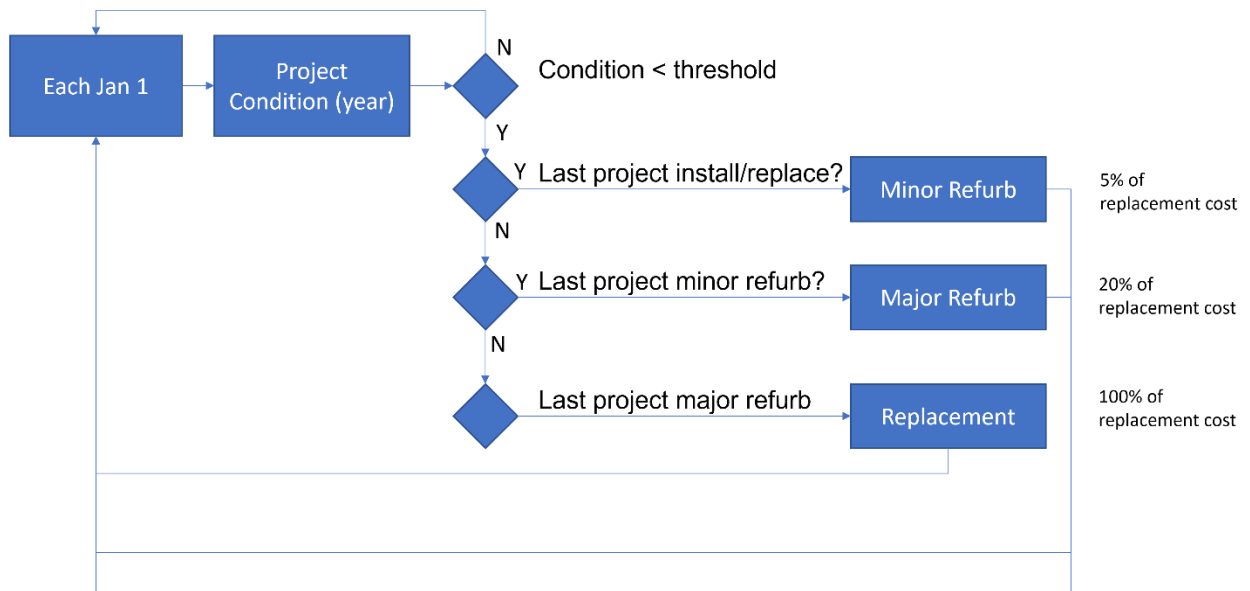 Each Jan 1
Project
Condition (year)
N
Condition < threshold
Y
Y
Last project install/replace?
Minor Refurb
5% of
replacement cost
N
Y
Last project minor refurb?
Major Refurb
20% of
replacement cost
N
Last project major refurb
Replacement
100% of
replacement cost